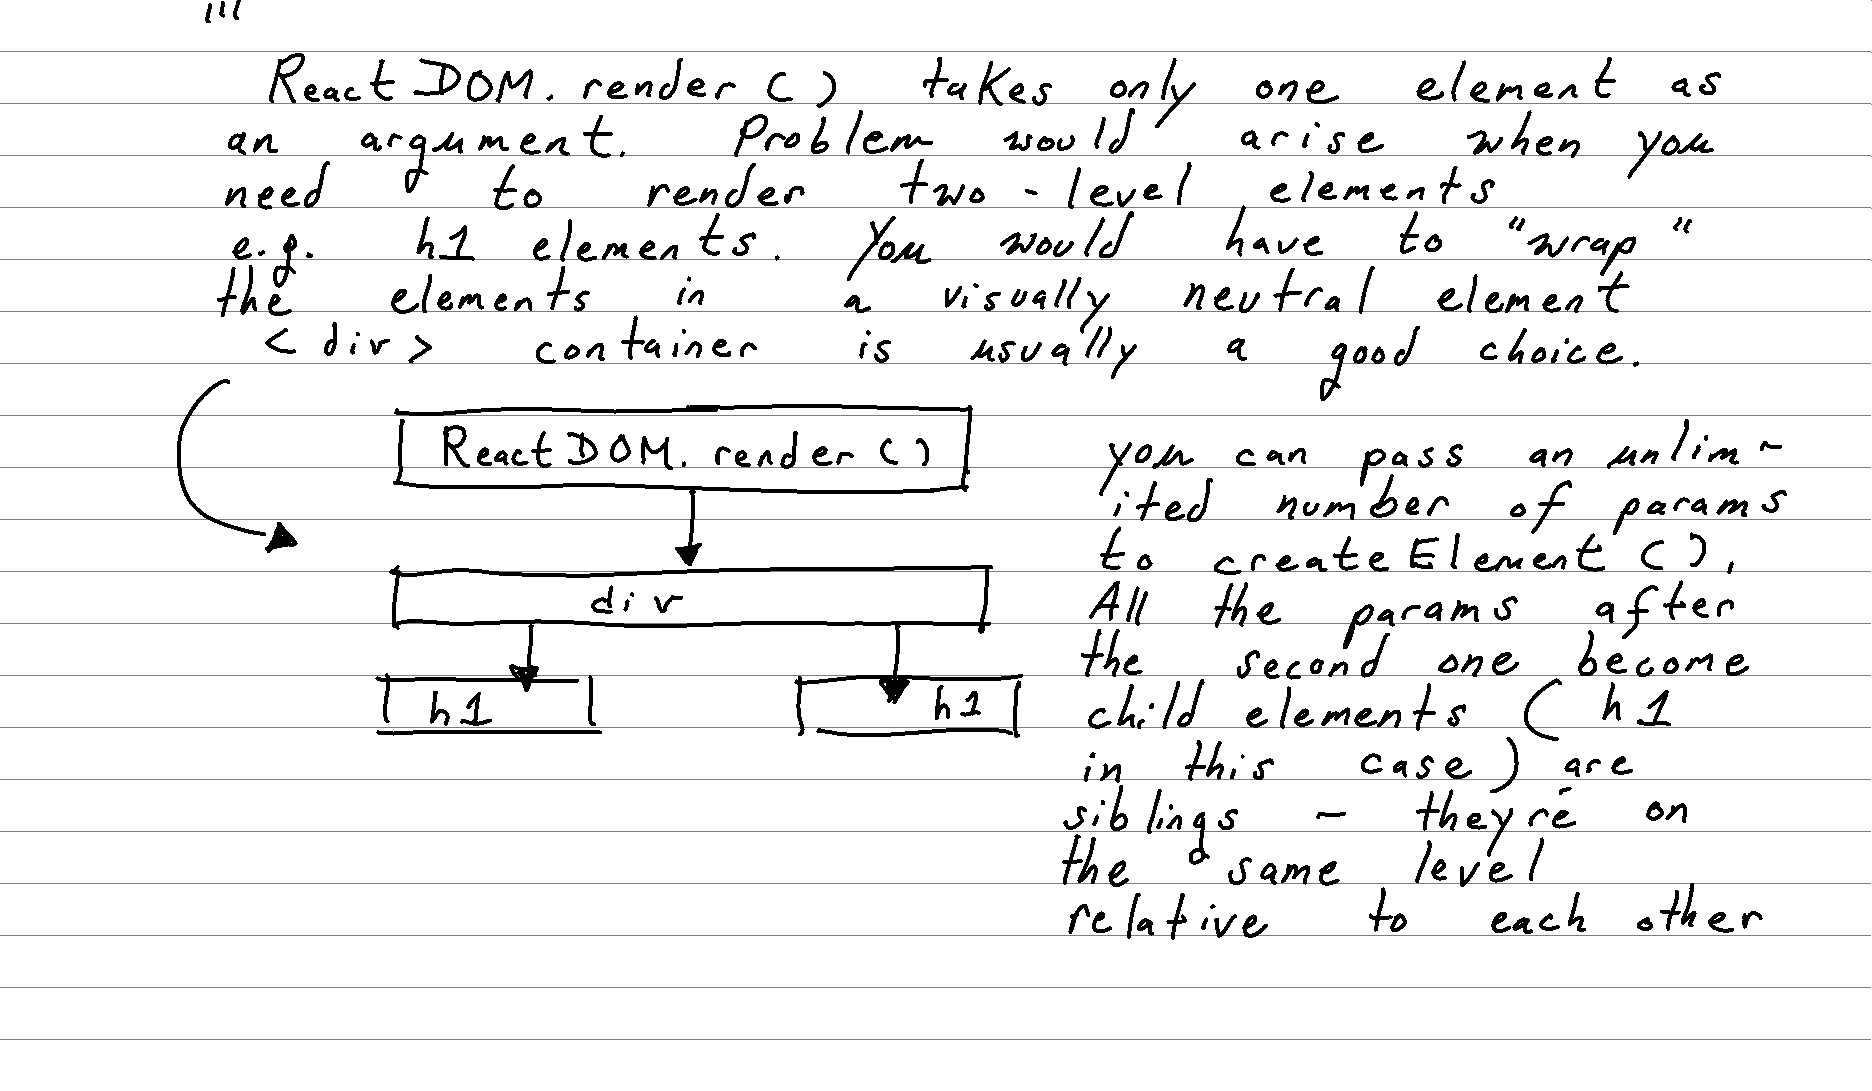 ReactDOM.render() takes only one element as
an argument. Problem would arise when you
need to render two-level elements
e.g. h1 elements. You would have to "wrap"
the elements in a visually neutral element
<div> container is usually a good choice.
ReactDOM.render()
div
h1
h1
you can pass an unlim-
ited number of params
to createElement().
All the params after
the second one become
child elements (h1
in this case) are
siblings - they're on
the same level
relative to each other